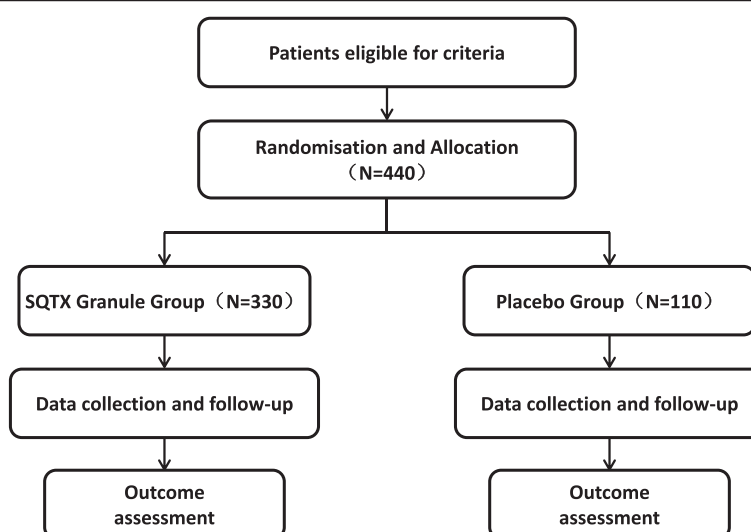 Patients eligible for criteria
Randomisation and Allocation
（N=440）
SQTX Granule Group（N=330）
Placebo Group（N=110）
Data collection and follow-up
Data collection and follow-up
Outcome
assessment
Outcome
assessment